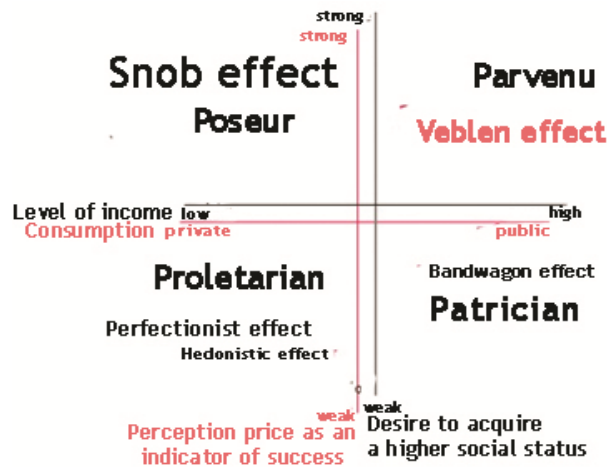 strong
strong
Snob effect
Parvenu
Poseur
Veblen effect
Level of income low
high
Consumption private
public
Proletarian
Bandwagon effect
Patrician
Perfectionist effect
Hedonistic effect
weak
weak
Desire to acquire
a higher social status
Perception price as an
indicator of success